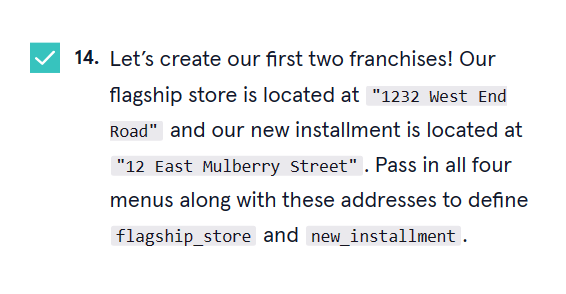 14. Let’s create our first two franchises! Our
flagship store is located at "1232 West End
Road" and our new installment is located at
"12 East Mulberry Street". Pass in all four
menus along with these addresses to define
flagship_store and new_installment.